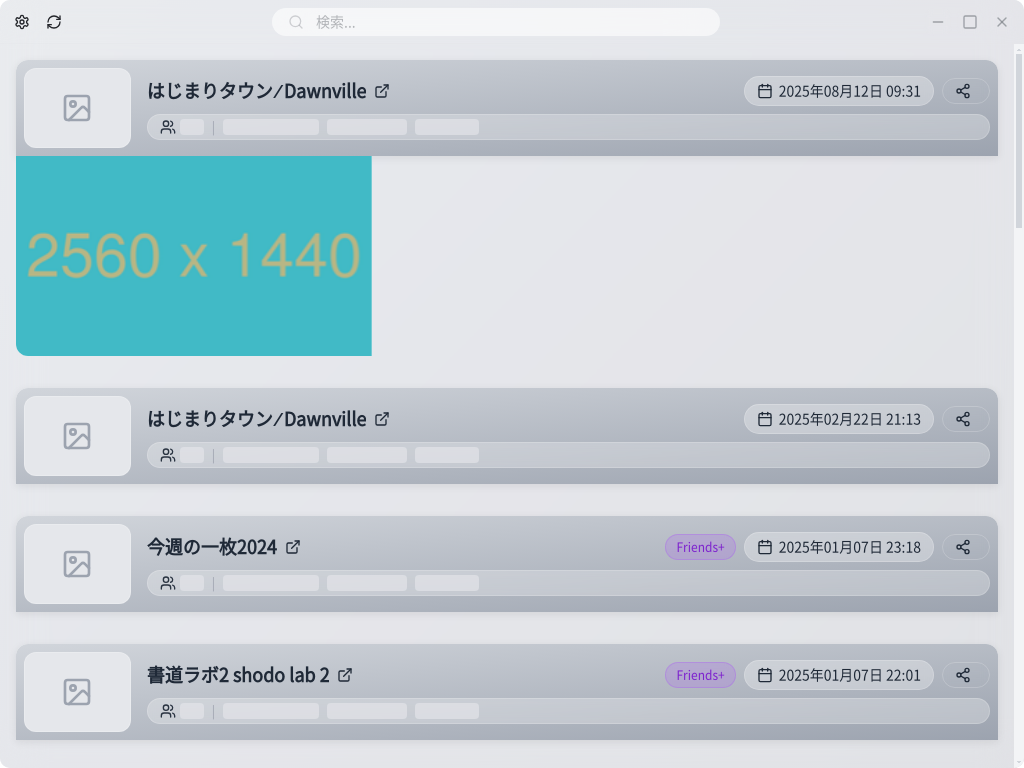 検索...
はじまりタウン⁄Dawnville
2025年08月12日 09:31
2560 x 1440
はじまりタウン⁄Dawnville
2025年02月22日 21:13
今週の一枚2024
Friends+
2025年01月07日 23:18
書道ラボ2 shodo lab 2
Friends+
2025年01月07日 22:01